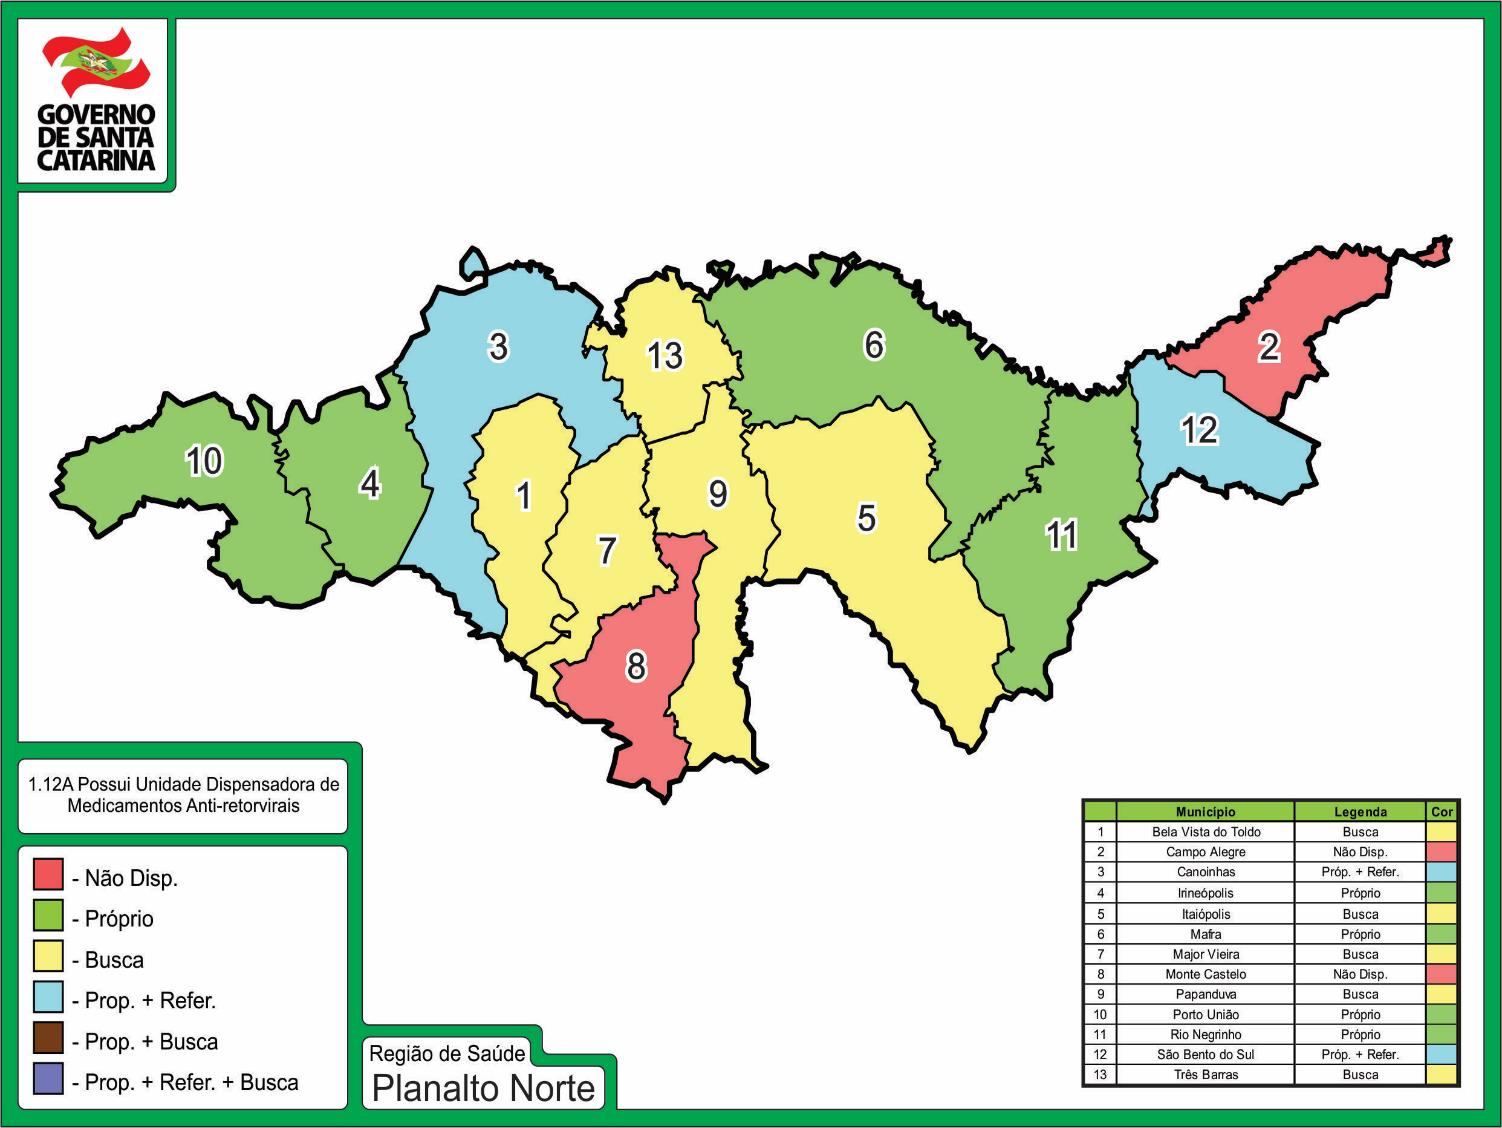 GOVERNO
DE SANTA
CATARINA
3
13
6
2
12
10
4
1
9
5
11
7
8
1.12A Possui Unidade Dispensadora de
Medicamentos Anti-retorvirais
- Não Disp.
- Próprio
- Busca
- Prop. + Refer.
- Prop. + Busca
- Prop. + Refer. + Busca
Região de Saúde
Planalto Norte
Município Legenda Cor
1 Bela Vista do Toldo Busca
2 Campo Alegre Não Disp.
3 Canoinhas Próp. + Refer.
4 Irineópolis Próprio
5 Itaiópolis Busca
6 Mafra Próprio
7 Major Vieira Busca
8 Monte Castelo Não Disp.
9 Papanduva Busca
10 Porto União Próprio
11 Rio Negrinho Próprio
12 São Bento do Sul Próp. + Refer.
13 Três Barras Busca